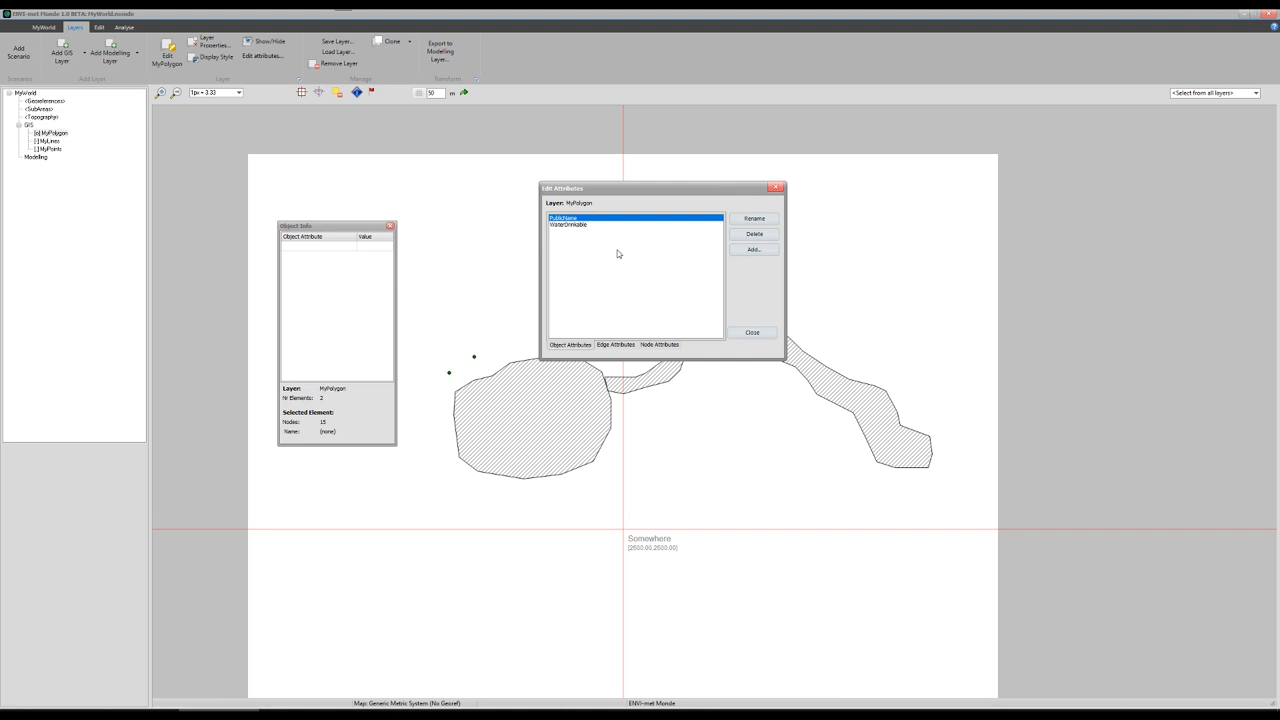 ENVI-met Monde 1.0 BETA: MyWorld.monde
MyWorld Layers Edit Analyse
Add Scenario
Add GIS Layer
Add Modelling Layer
Edit MyPolygon
Layer Properties...
Display Style
Show/Hide
Edit attributes...
Save Layer...
Load Layer...
Remove Layer
Clone
Export to Modelling Layer...
Scenarios Add Layer Layer Manage Transform
1px = 3.33
50 m
<Select from all layers>
MyWorld
<Georeferences>
<SubAreas>
<Topography>
GIS
[o] MyPolygon
[-] MyLines
[.] MyPoints
Modeling
Edit Attributes
Layer: MyPolygon
PublicName
WaterDrinkable
Rename
Delete
Add...
Close
Object Attributes Edge Attributes Node Attributes
Object Info
Object Attribute Value
Layer: MyPolygon
Nr Elements: 2
Selected Element:
Nodes: 15
Name: (none)
Somewhere
[2500.00,2500.00]
Map: Generic Metric System (No Georef) ENVI-met Monde